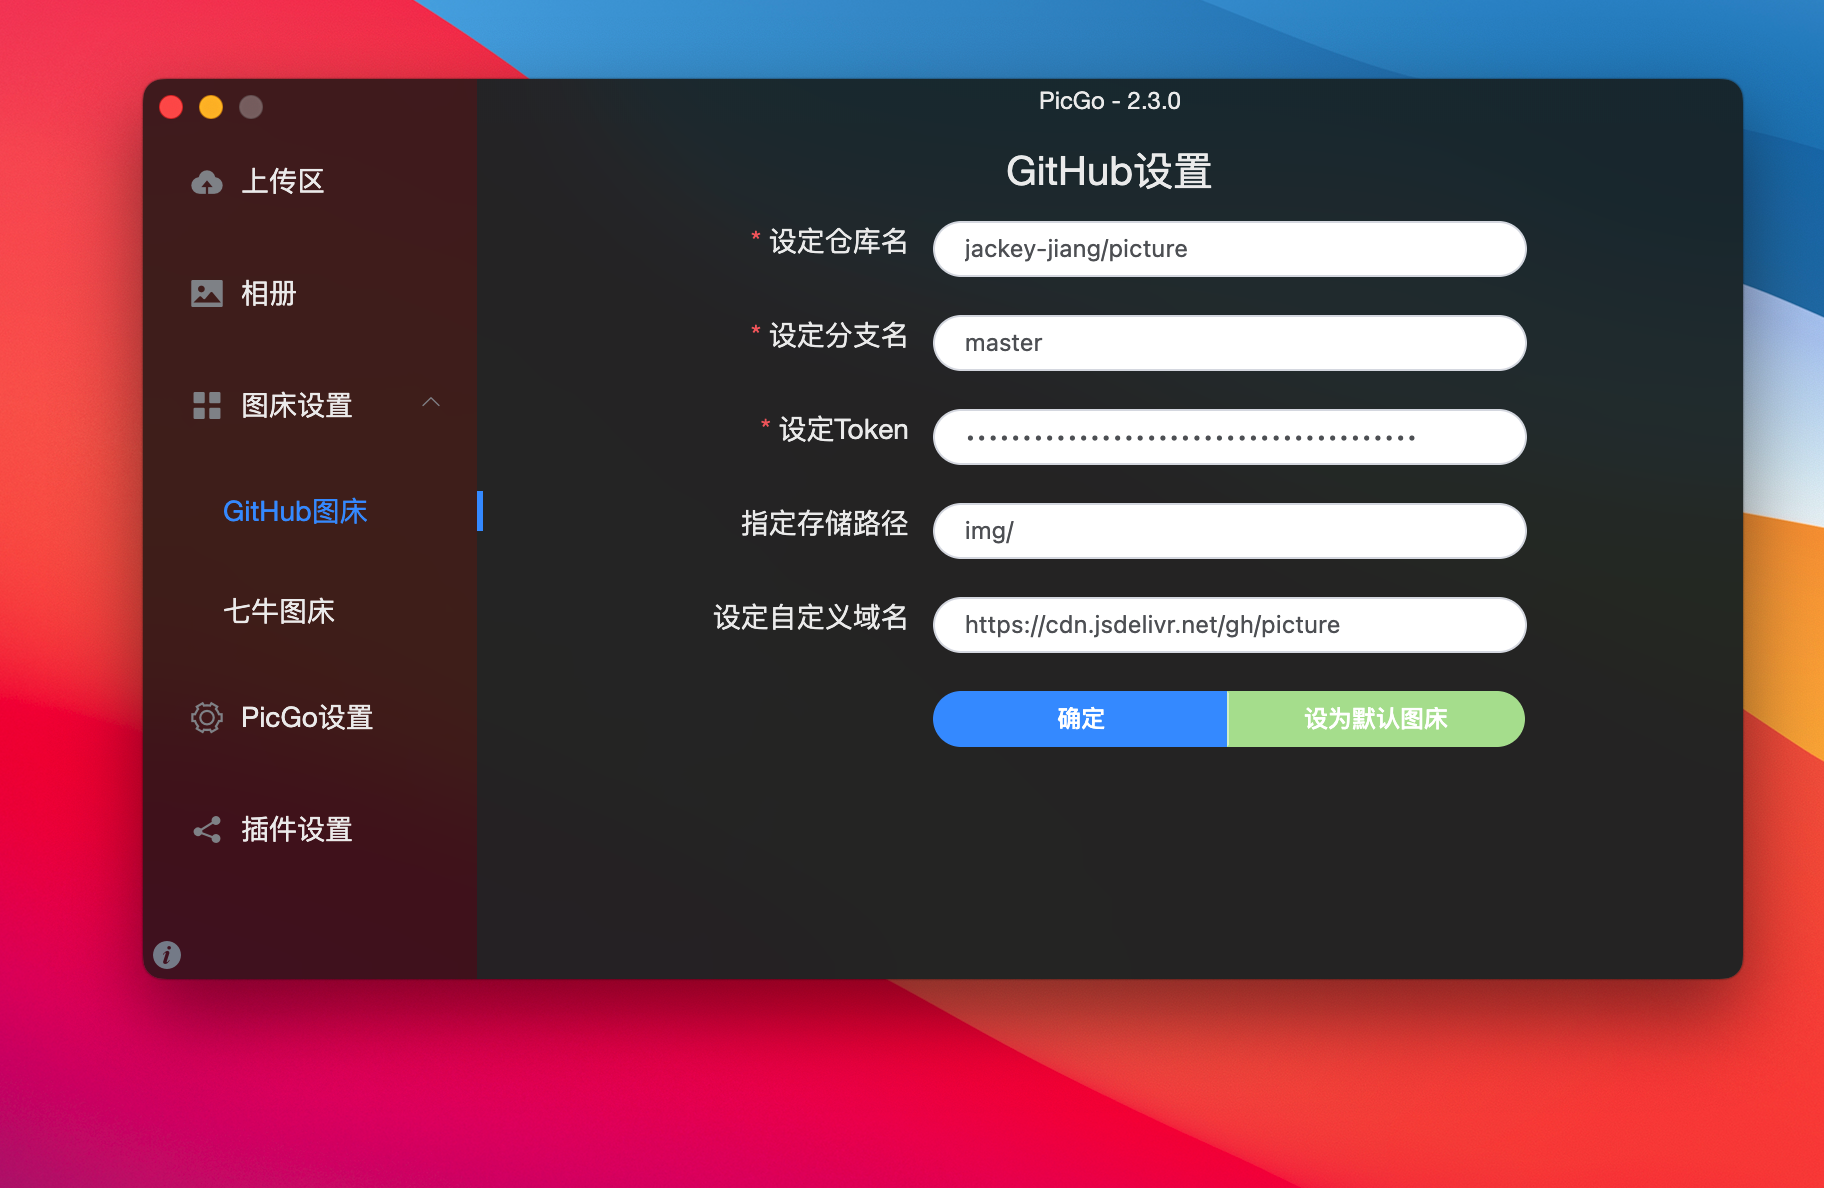 PicGo - 2.3.0
上传区
相册
图床设置
GitHub图床
七牛图床
PicGo设置
插件设置
GitHub设置
* 设定仓库名
jackey-jiang/picture
* 设定分支名
master
* 设定Token
••••••••••••••••••••••••••••••••••••••••
指定存储路径
img/
设定自定义域名
https://cdn.jsdelivr.net/gh/picture
确定
设为默认图床
i